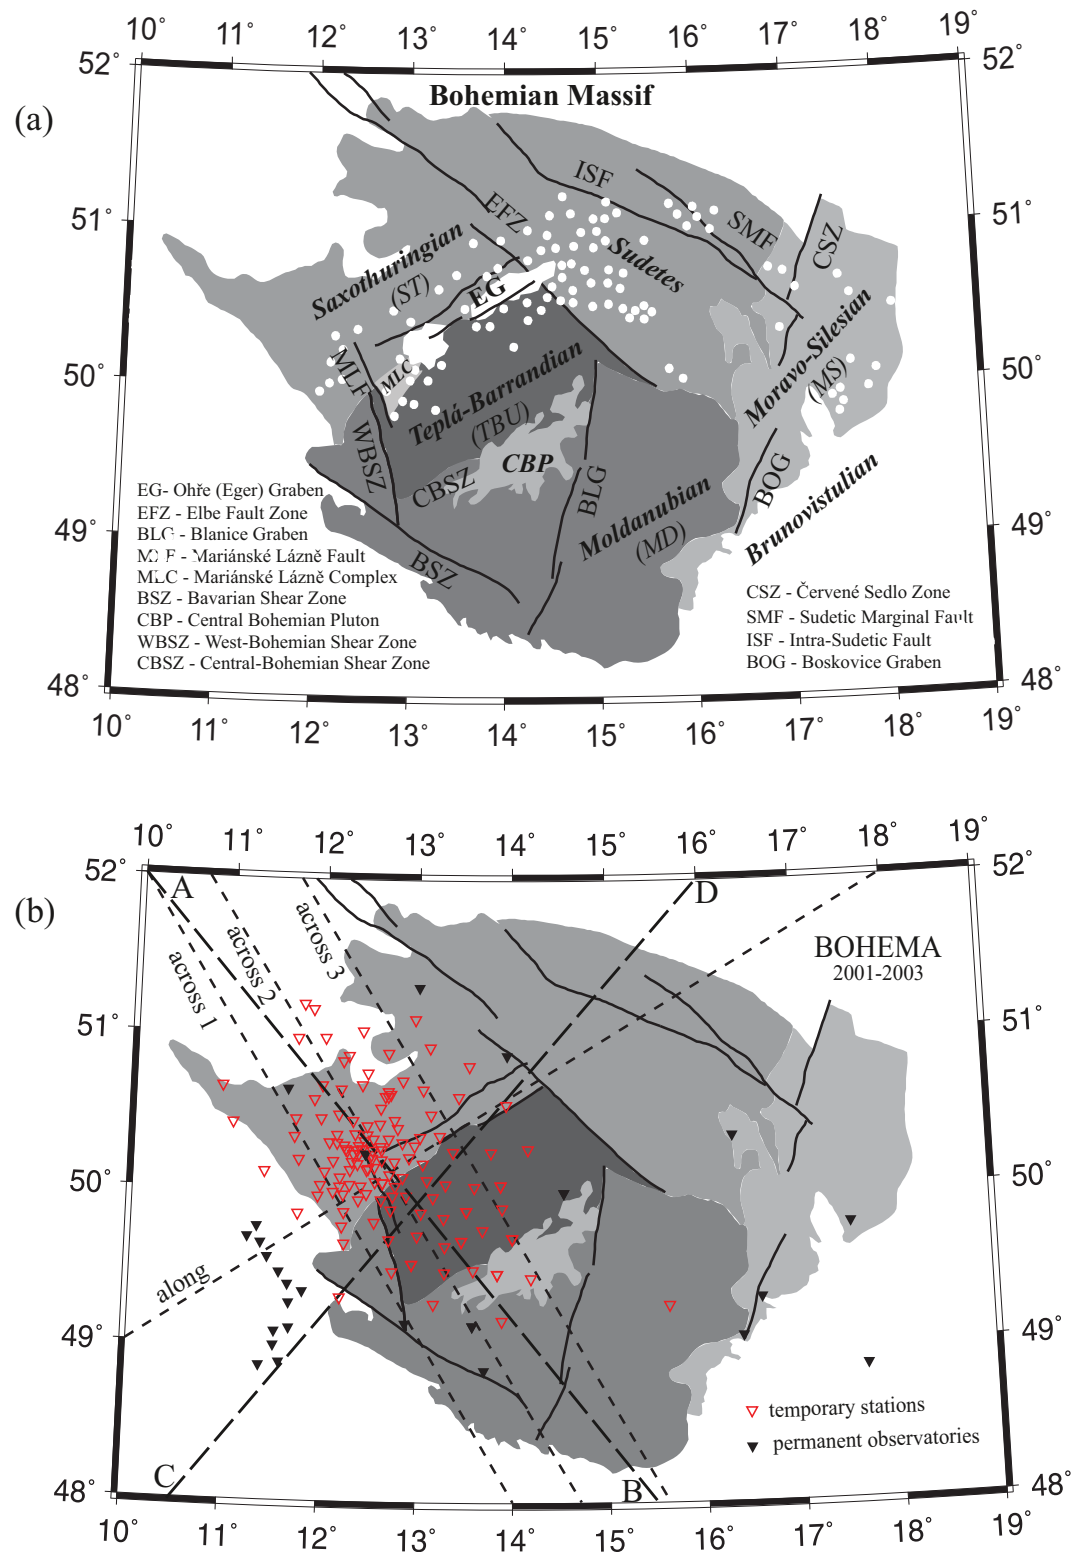 10° 11° 12° 13° 14° 15° 16° 17° 18° 19°
52° 52°
Bohemian Massif
(a)
ISF
EFZ
SMF
51° 51°
CSZ
Sudetes
Saxothuringian
(ST)
EG
MLF
MLC
50° 50°
Moravo-Silesian
(MS)
Teplá-Barrandian
(TBU)
WBSZ
CBSZ
CBP
BLG
BOG
Moldanubian
(MD)
Brunovistulian
49° 49°
BSZ
EG- Ohře (Eger) Graben
EFZ - Elbe Fault Zone
BLG - Blanice Graben
MLF - Mariánské Lázně Fault
MLC - Mariánské Lázně Complex
BSZ - Bavarian Shear Zone
CBP - Central Bohemian Pluton
WBSZ - West-Bohemian Shear Zone
CBSZ - Central-Bohemian Shear Zone
CSZ - Červené Sedlo Zone
SMF - Sudetic Marginal Fault
ISF - Intra-Sudetic Fault
BOG - Boskovice Graben
48° 48°
10° 11° 12° 13° 14° 15° 16° 17° 18° 19°
10° 11° 12° 13° 14° 15° 16° 17° 18° 19°
52° 52°
A D
(b)
across 1
across 2
across 3
BOHEMA
2001-2003
51° 51°
50° 50°
along
49° 49°
temporary stations
permanent observatories
C B
48° 48°
10° 11° 12° 13° 14° 15° 16° 17° 18° 19°